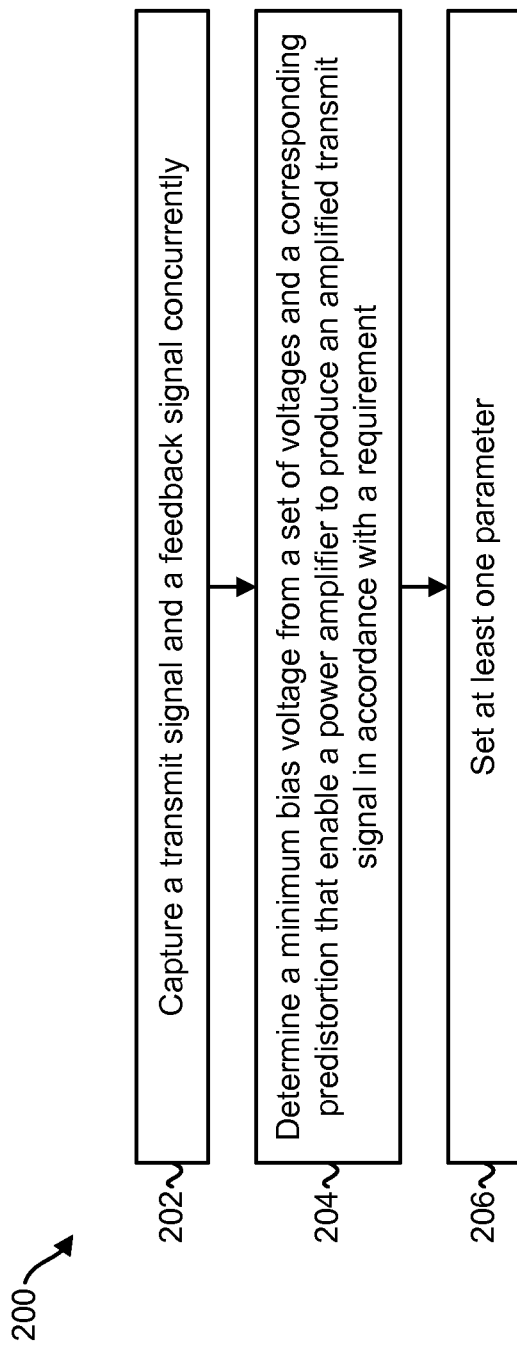 200
202
Capture a transmit signal and a feedback signal concurrently
204
Determine a minimum bias voltage from a set of voltages and a corresponding
predistortion that enable a power amplifier to produce an amplified transmit
signal in accordance with a requirement
206
Set at least one parameter